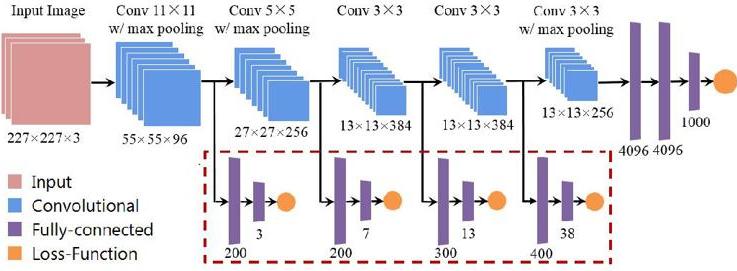 Input Image
Conv 11×11
w/ max pooling
Conv 5×5
w/ max pooling
Conv 3×3
Conv 3×3
Conv 3×3
w/ max pooling
227×227×3
55×55×96
27×27×256
13×13×384
13×13×384
13×13×256
4096
4096
1000
Input
Convolutional
Fully-connected
Loss-Function
200
3
200
7
300
13
400
38